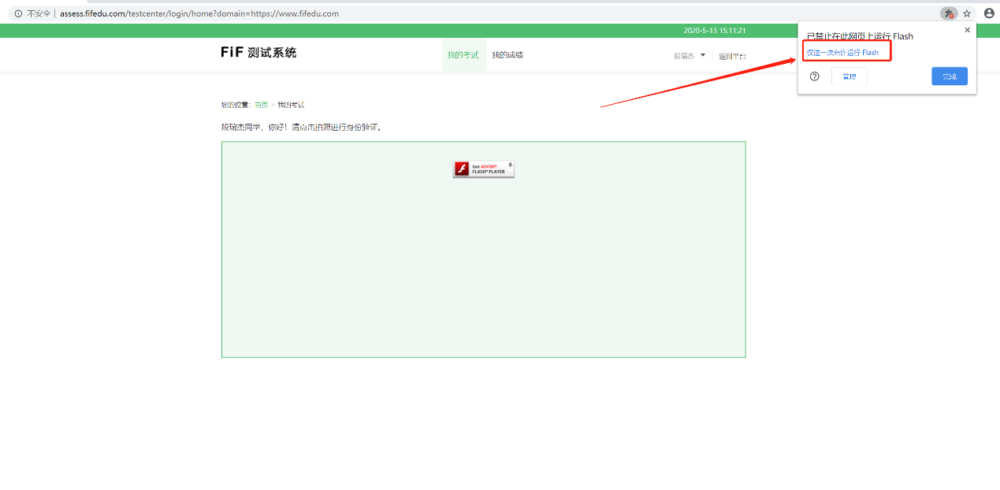 不安全 | assess.fifedu.com/testcenter/login/home?domain=https://www.fifedu.com
2020-5-13 15:11:21
已禁止在此网页上运行 Flash
仅这一次允许运行 Flash
管理
完成
FiF 测试系统
我的考试
我的成绩
段瑞杰
返回平台
您的位置: 首页 > 我的考试
段瑞杰同学，你好！请点击拍照进行身份验证。
Get ADOBE®
FLASH® PLAYER